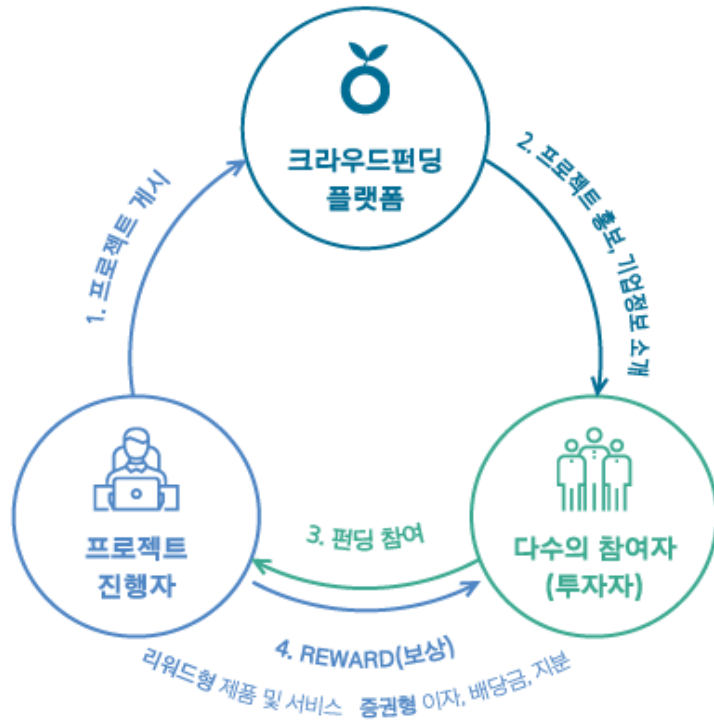 크라우드펀딩
플랫폼
1. 프로젝트 게시
2. 프로젝트 홍보, 기업정보 소개
프로젝트
진행자
3. 펀딩 참여
다수의 참여자
(투자자)
4. REWARD(보상)
리워드형 제품 및 서비스 증권형 이자, 배당금, 지분